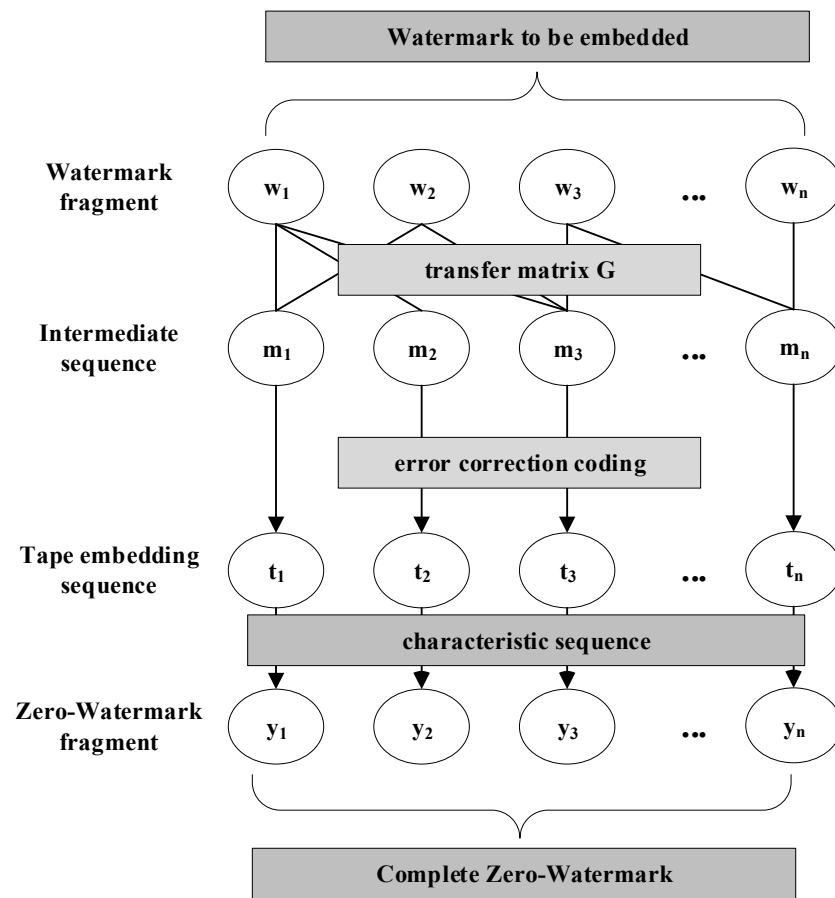 Watermark to be embedded
Watermark
fragment
w₁ w₂ w₃ ... wₙ
transfer matrix G
Intermediate
sequence
m₁ m₂ m₃ ... mₙ
error correction coding
Tape embedding
sequence
t₁ t₂ t₃ ... tₙ
characteristic sequence
Zero-Watermark
fragment
y₁ y₂ y₃ ... yₙ
Complete Zero-Watermark